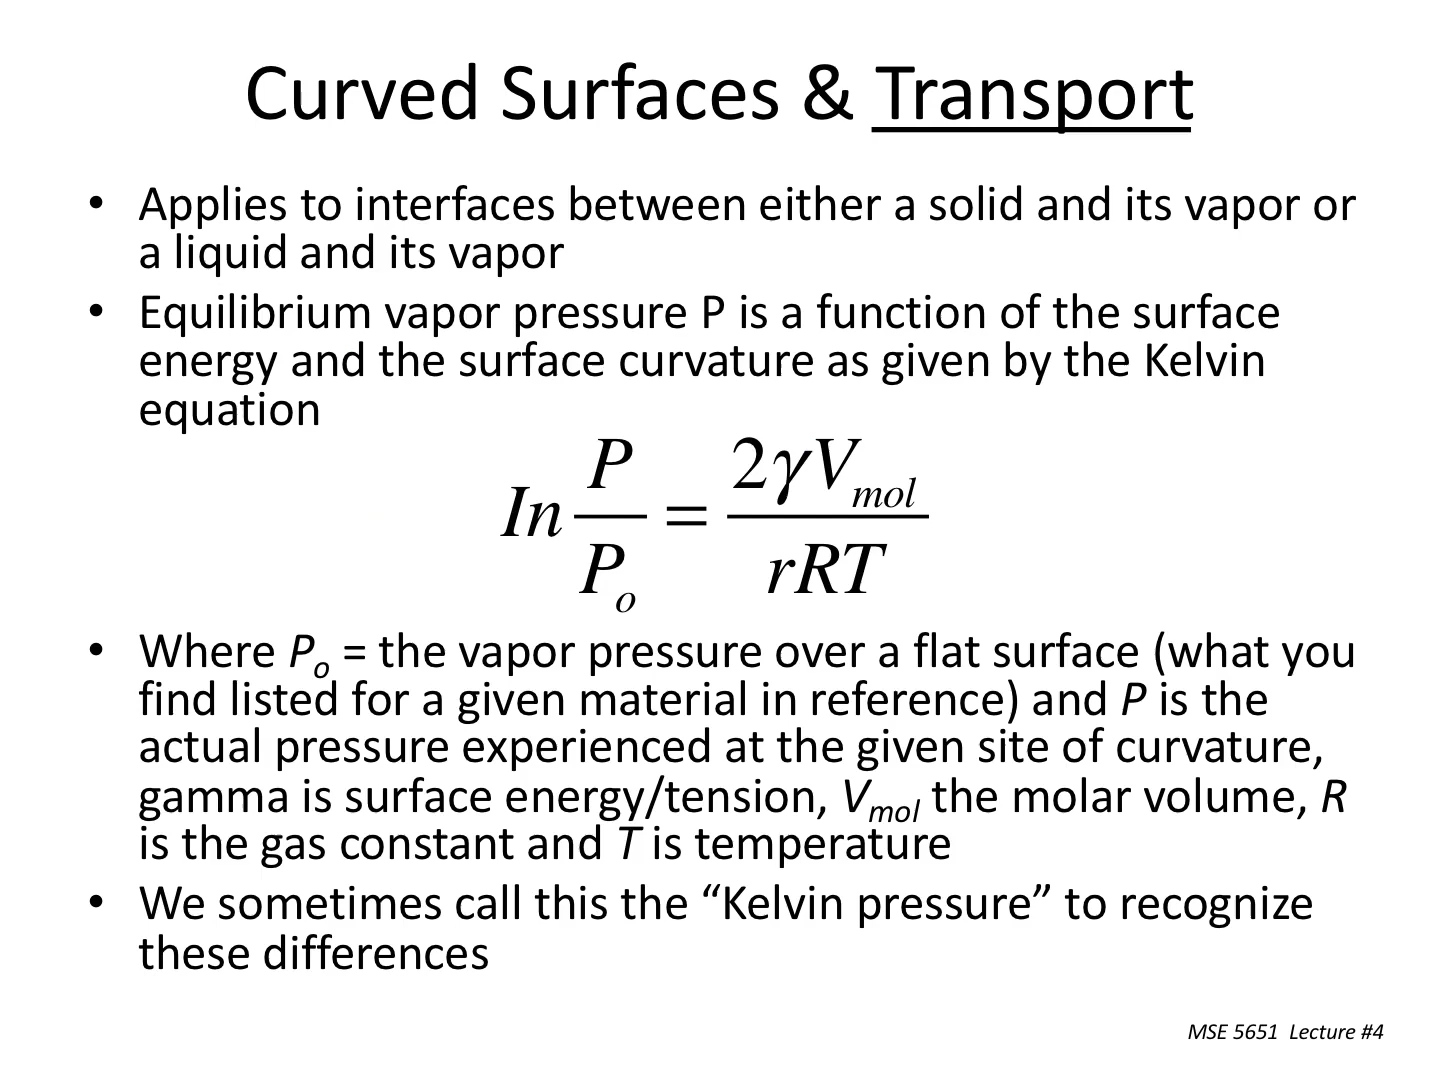 Curved Surfaces & Transport
• Applies to interfaces between either a solid and its vapor or
a liquid and its vapor
• Equilibrium vapor pressure P is a function of the surface
energy and the surface curvature as given by the Kelvin
equation
In P/P_o = 2γV_mol/rRT
• Where P_o = the vapor pressure over a flat surface (what you
find listed for a given material in reference) and P is the
actual pressure experienced at the given site of curvature,
gamma is surface energy/tension, V_mol the molar volume, R
is the gas constant and T is temperature
• We sometimes call this the “Kelvin pressure” to recognize
these differences
MSE 5651 Lecture #4